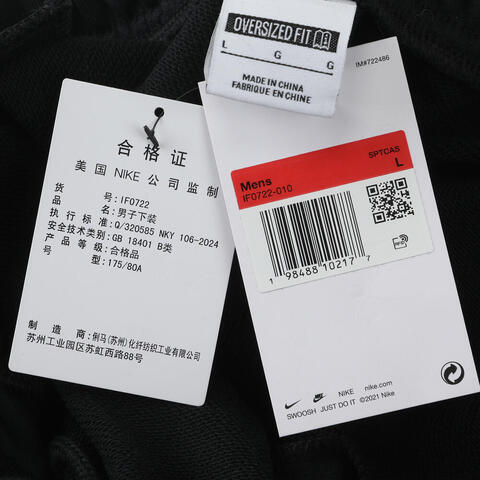 OVERSIZED FIT
L G G
MADE IN CHINA
FABRIQUE EN CHINE
合格证
美国 NIKE 公司监制
货号: IF0722
品名: 男子下装
执行标准: Q/320585 NKY 106-2024
安全技术类别: GB 18401 B类
产品等级: 合格品
号型: 175/80A
制造商: 俐马(苏州)化纤纺织工业有限公司
苏州工业园区苏虹西路88号
IM#722486
SPTCAS
Mens
L
IF0722-010
1 98488 10217 7
NIKE nike.com
SWOOSH JUST DO IT ©2021 Nike